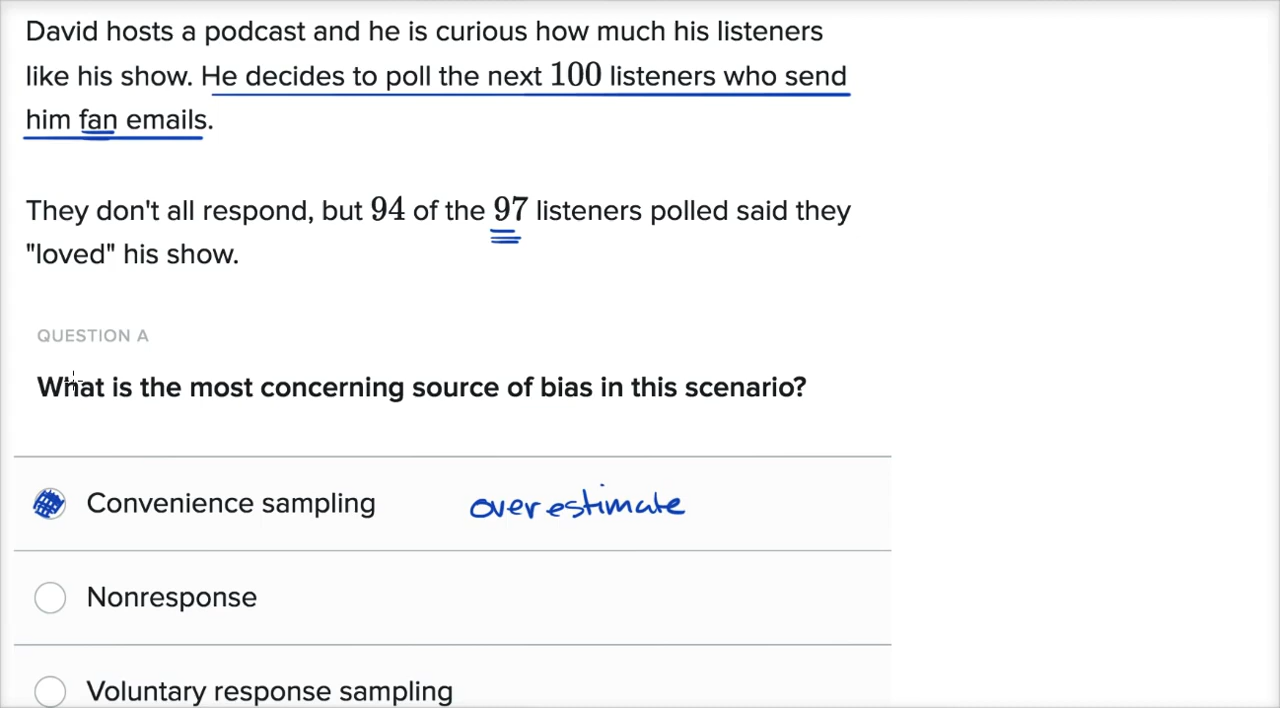 David hosts a podcast and he is curious how much his listeners
like his show. He decides to poll the next 100 listeners who send
him fan emails.
They don't all respond, but 94 of the 97 listeners polled said they
"loved" his show.
QUESTION A
What is the most concerning source of bias in this scenario?
Convenience sampling overestimate
Nonresponse
Voluntary response sampling